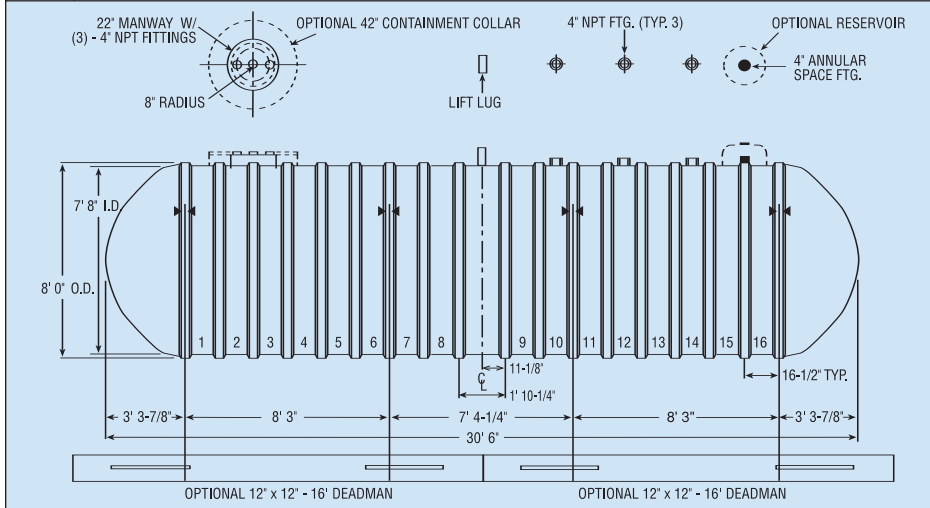 22" MANWAY W/
(3) - 4" NPT FITTINGS
OPTIONAL 42" CONTAINMENT COLLAR
4" NPT FTG. (TYP. 3)
OPTIONAL RESERVOIR
4" ANNULAR
SPACE FTG.
8" RADIUS
LIFT LUG
7' 8" I.D.
8' 0" O.D.
1 2 3 4 5 6 7 8 9 10 11 12 13 14 15 16
11-1/8"
℄
16-1/2" TYP.
1' 10-1/4"
3' 3-7/8" 8' 3" 7' 4-1/4" 8' 3" 3' 3-7/8"
30' 6"
OPTIONAL 12" x 12" - 16' DEADMAN
OPTIONAL 12" x 12" - 16' DEADMAN